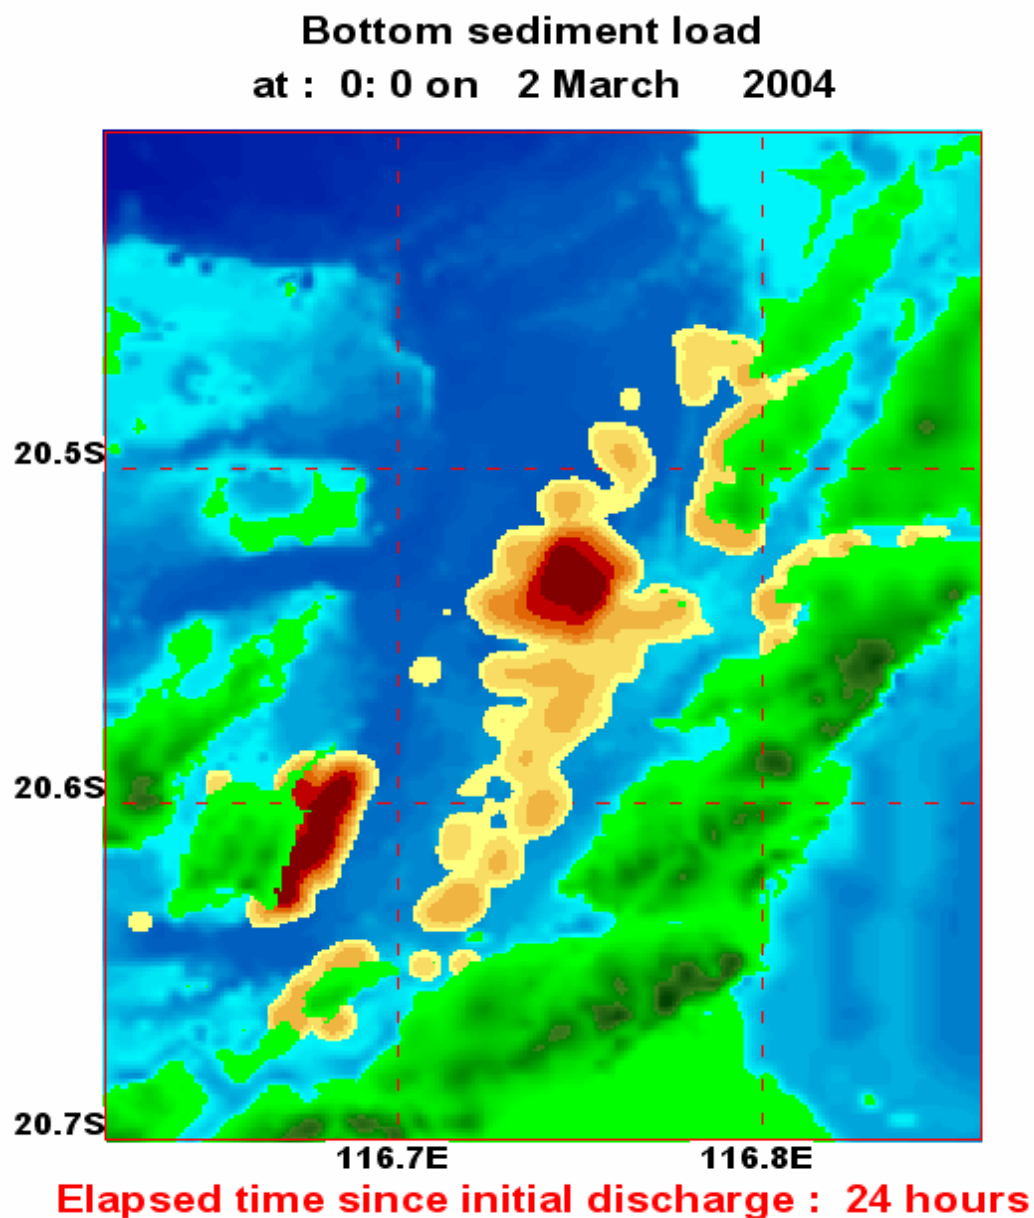 Bottom sediment load
at : 0: 0 on 2 March 2004
20.5S
20.6S
20.7S
116.7E 116.8E
Elapsed time since initial discharge : 24 hours